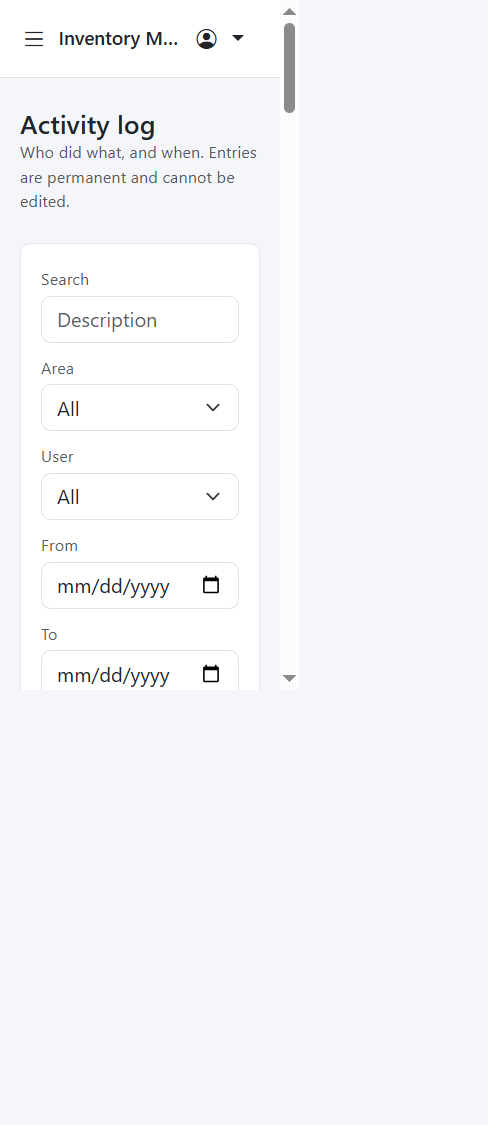 Inventory M...
Activity log
Who did what, and when. Entries
are permanent and cannot be
edited.
Search
Description
Area
All
User
All
From
mm/dd/yyyy
To
mm/dd/yyyy